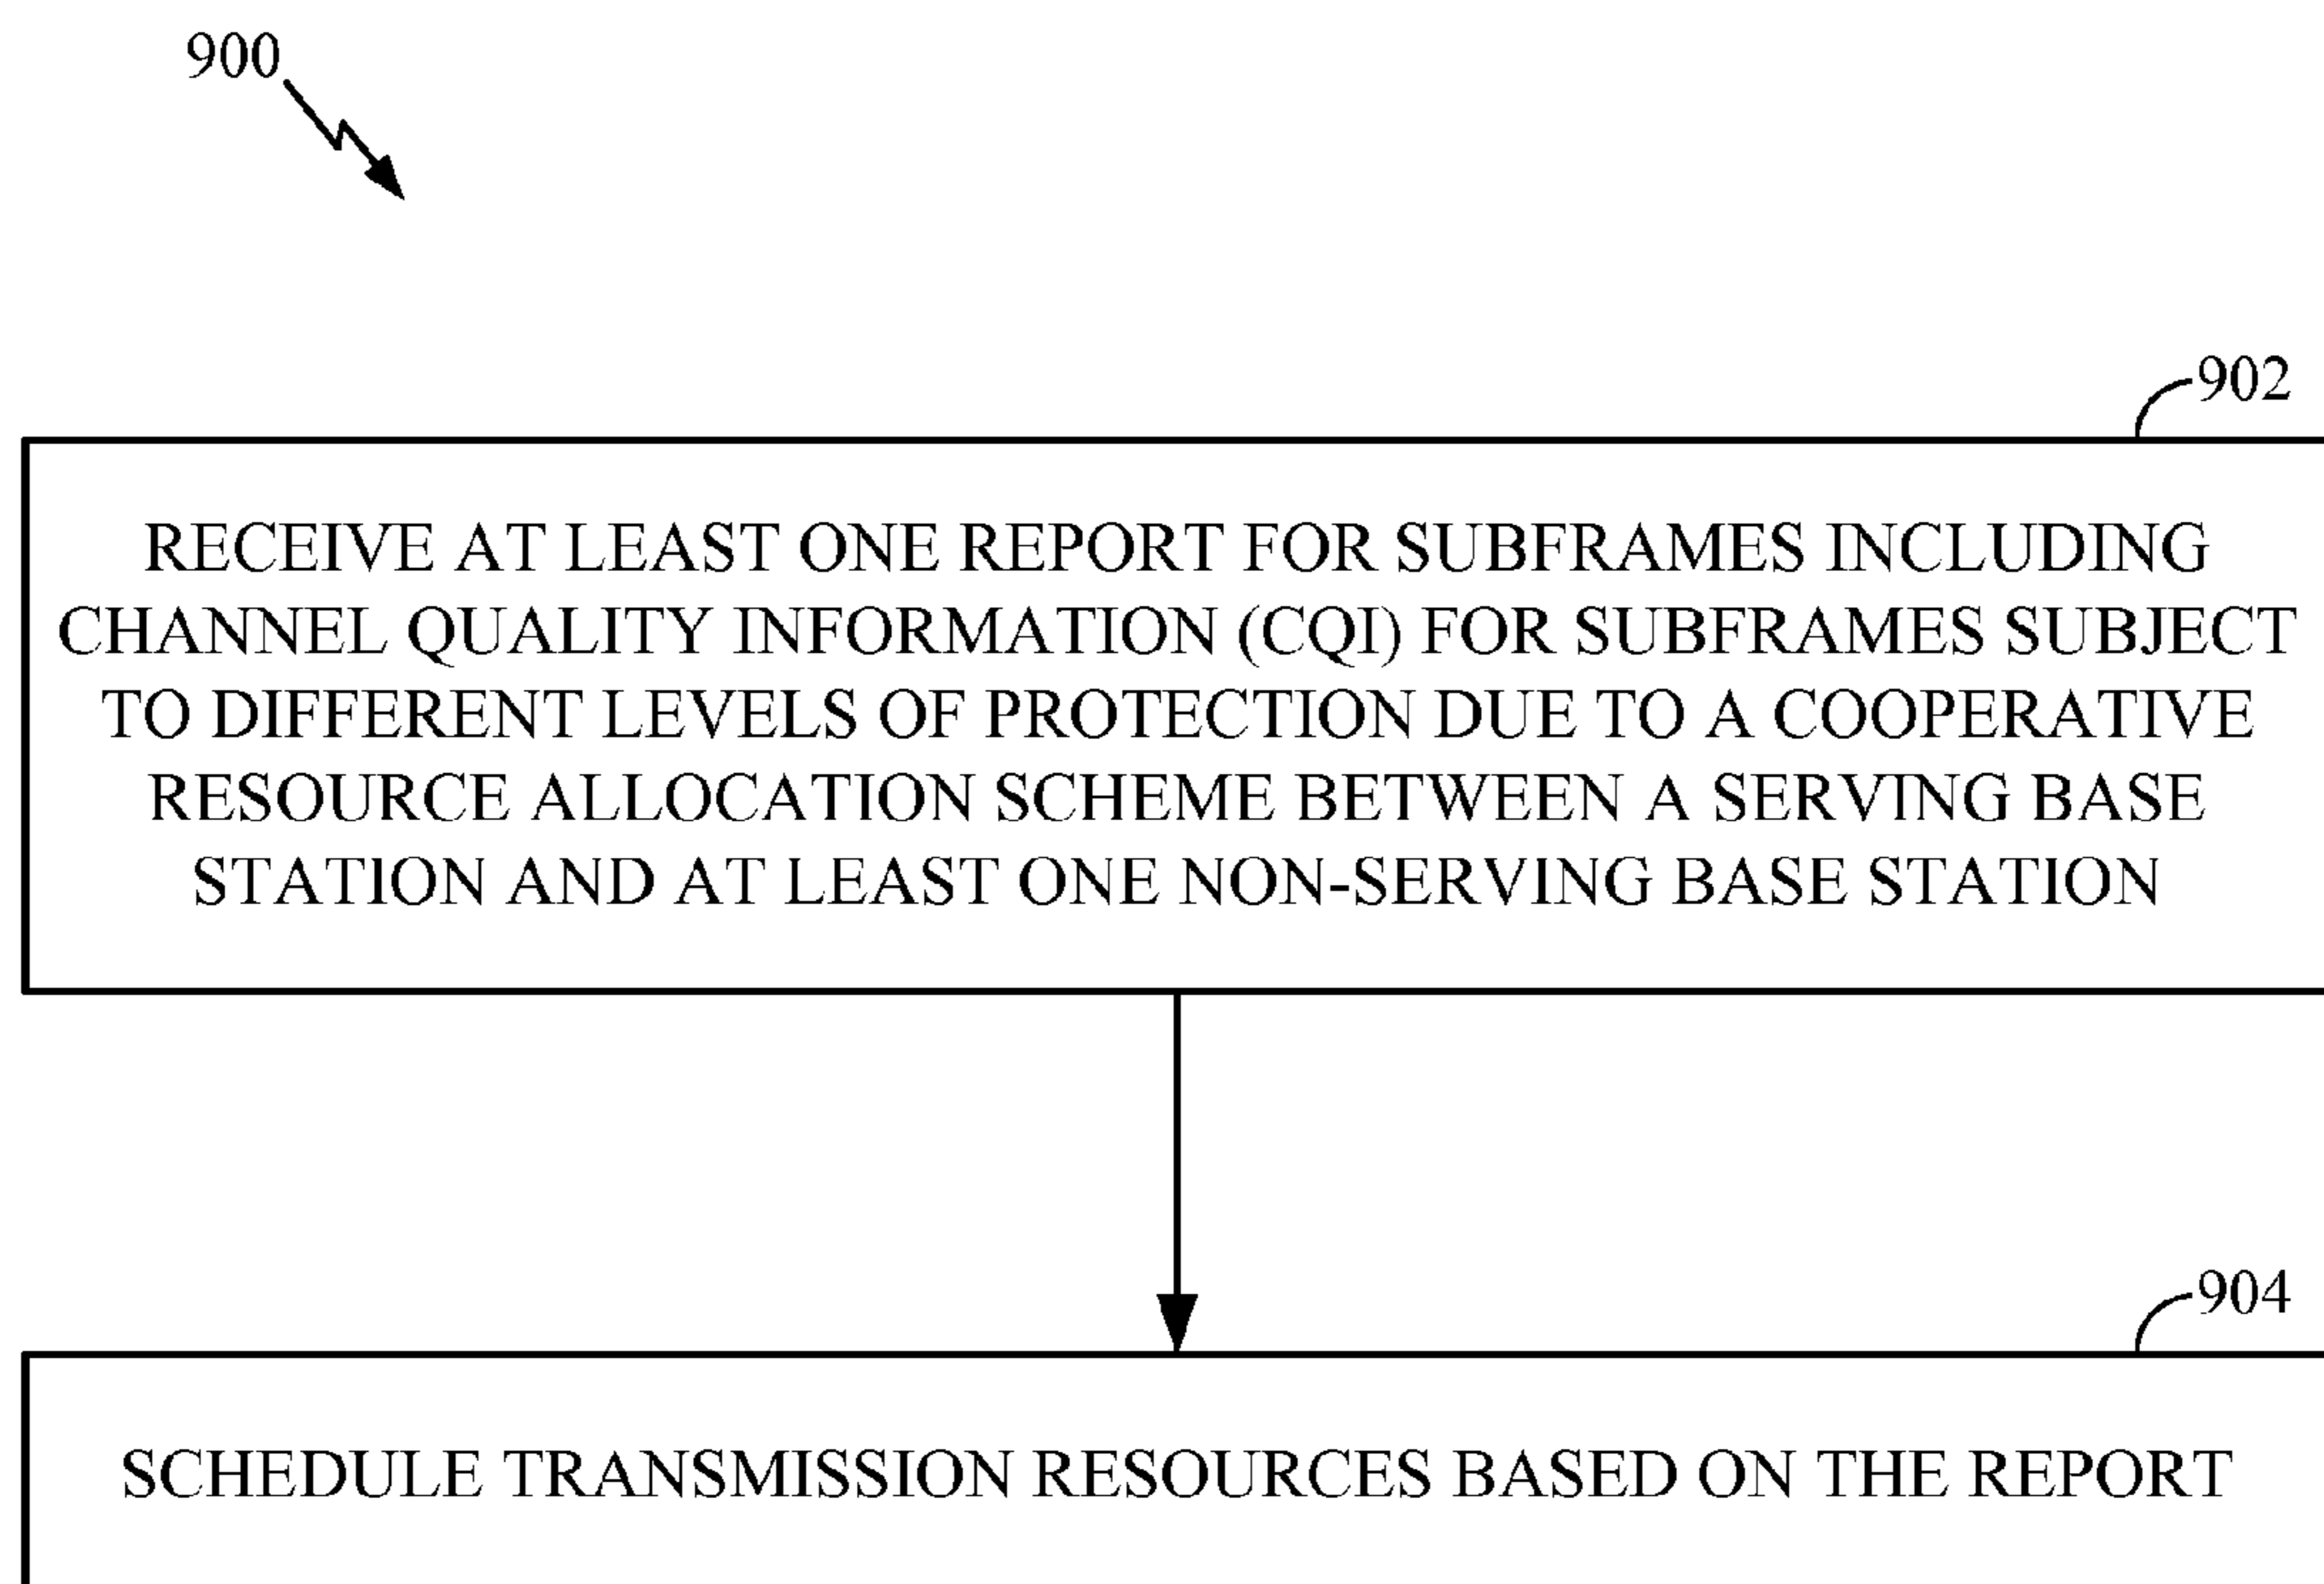 900
902
RECEIVE AT LEAST ONE REPORT FOR SUBFRAMES INCLUDING
CHANNEL QUALITY INFORMATION (CQI) FOR SUBFRAMES SUBJECT
TO DIFFERENT LEVELS OF PROTECTION DUE TO A COOPERATIVE
RESOURCE ALLOCATION SCHEME BETWEEN A SERVING BASE
STATION AND AT LEAST ONE NON-SERVING BASE STATION
904
SCHEDULE TRANSMISSION RESOURCES BASED ON THE REPORT